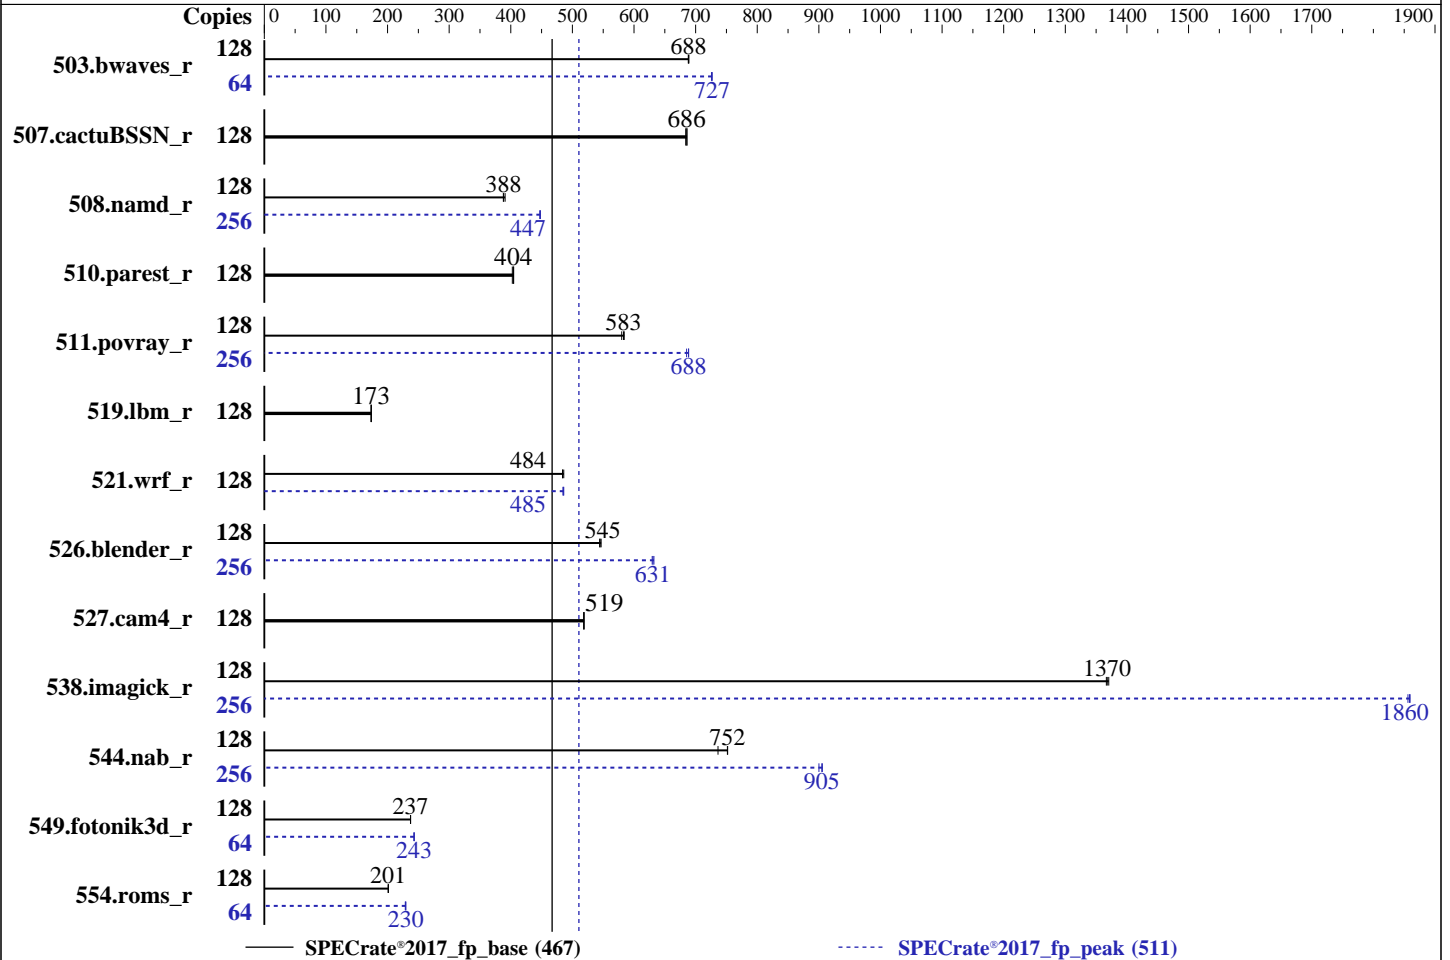 Copies 0 100 200 300 400 500 600 700 800 900 1000 1100 1200 1300 1400 1500 1600 1700 1900
503.bwaves_r 128 688
64 727
507.cactuBSSN_r 128 686
508.namd_r 128 388
256 447
510.parest_r 128 404
511.povray_r 128 583
256 688
519.lbm_r 128 173
521.wrf_r 128 484
485
526.blender_r 128 545
256 631
527.cam4_r 128 519
538.imagick_r 128 1370
256 1860
544.nab_r 128 752
256 905
549.fotonik3d_r 128 237
64 243
554.roms_r 128 201
64 230
SPECrate®2017_fp_base (467) SPECrate®2017_fp_peak (511)